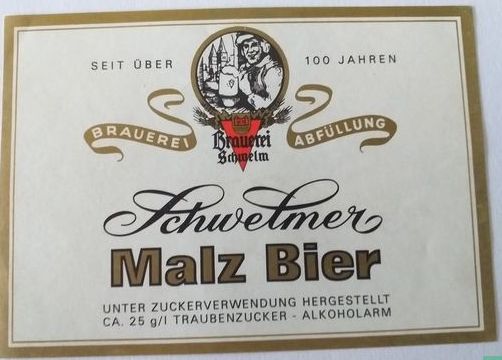 SEIT ÜBER 100 JAHREN
BRAUEREI ABFÜLLUNG
Brauerei
Schwelm
Schwelmer
Malz Bier
UNTER ZUCKERVERWENDUNG HERGESTELLT
CA. 25 g/l TRAUBENZUCKER - ALKOHOLARM